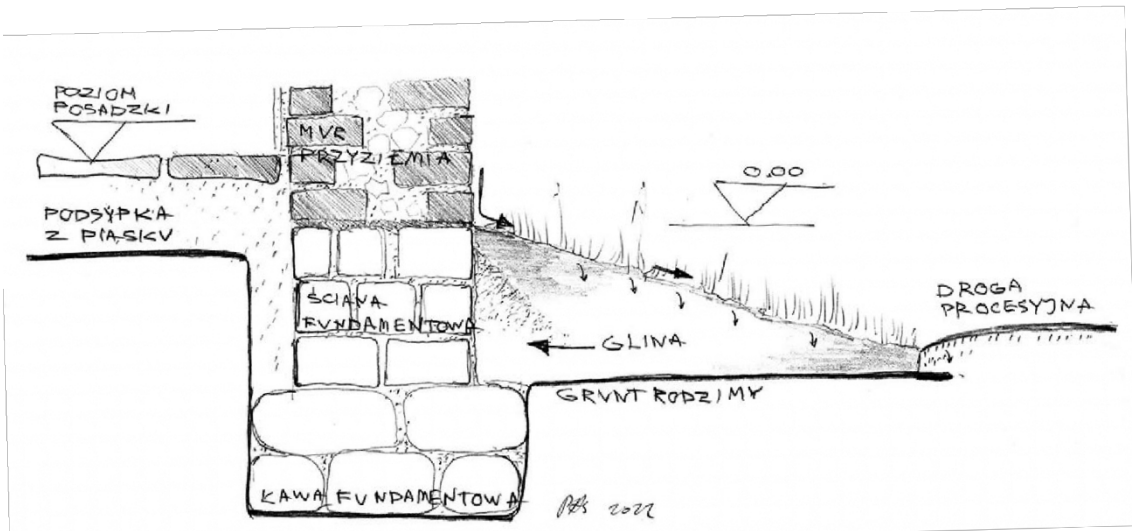 POZIOM
POSADZKI
MUR
PRZYZIEMIA
0.00
PODSYPKA
Z PIASKU
ŚCIANA
FUNDAMENTOWA
DROGA
PROCESYJNA
GLINA
GRUNT RODZIMY
ŁAWA FUNDAMENTOWA
2022